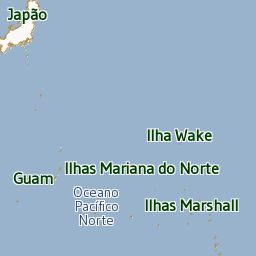 Japão
Ilha Wake
Ilhas Mariana do Norte
Guam
Oceano
Pacífico
Norte
Ilhas Marshall